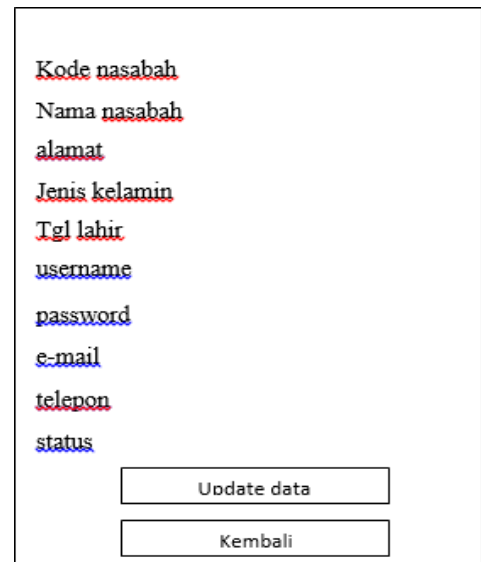 Kode nasabah
Nama nasabah
alamat
Jenis kelamin
Tgl lahir
username
password
e-mail
telepon
status
Update data
Kembali